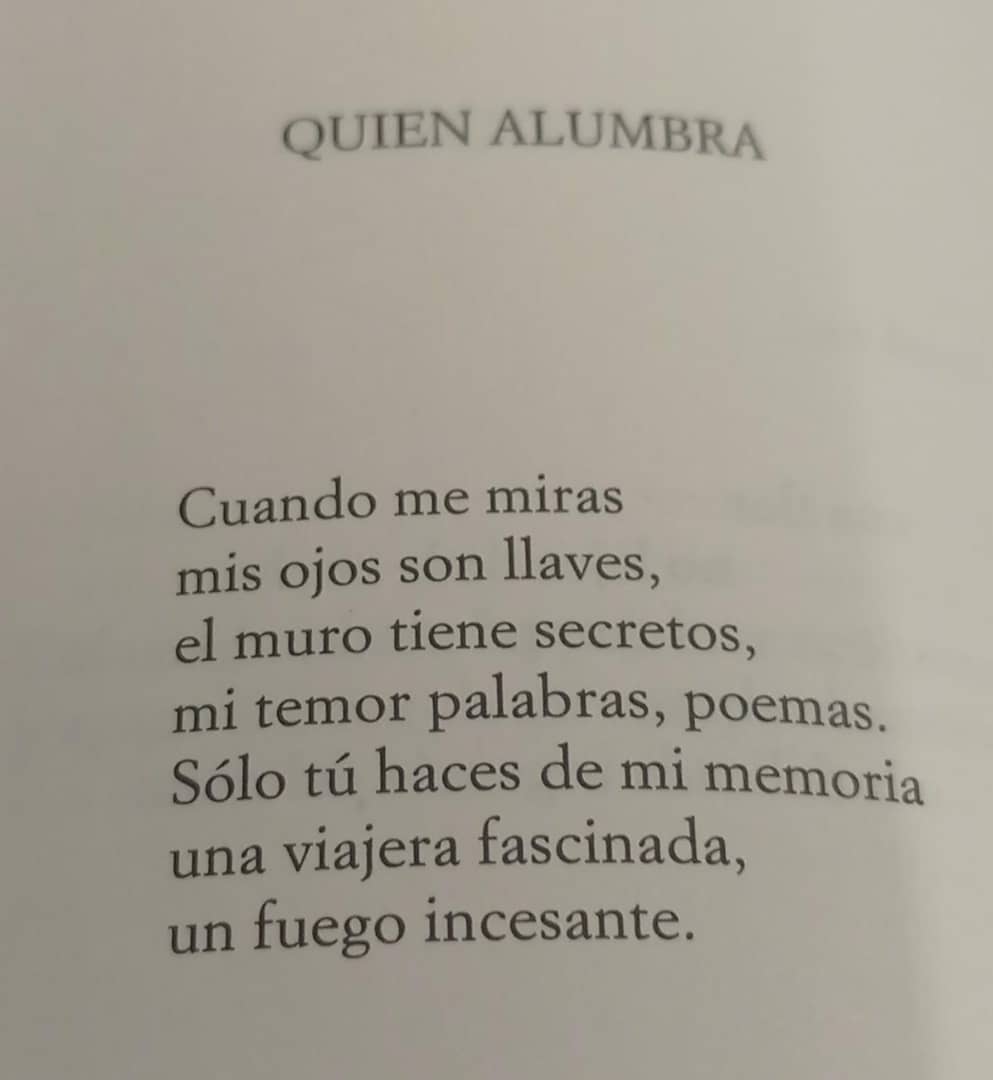 QUIEN ALUMBRA
Cuando me miras
mis ojos son llaves,
el muro tiene secretos,
mi temor palabras, poemas.
Sólo tú haces de mi memoria
una viajera fascinada,
un fuego incesante.